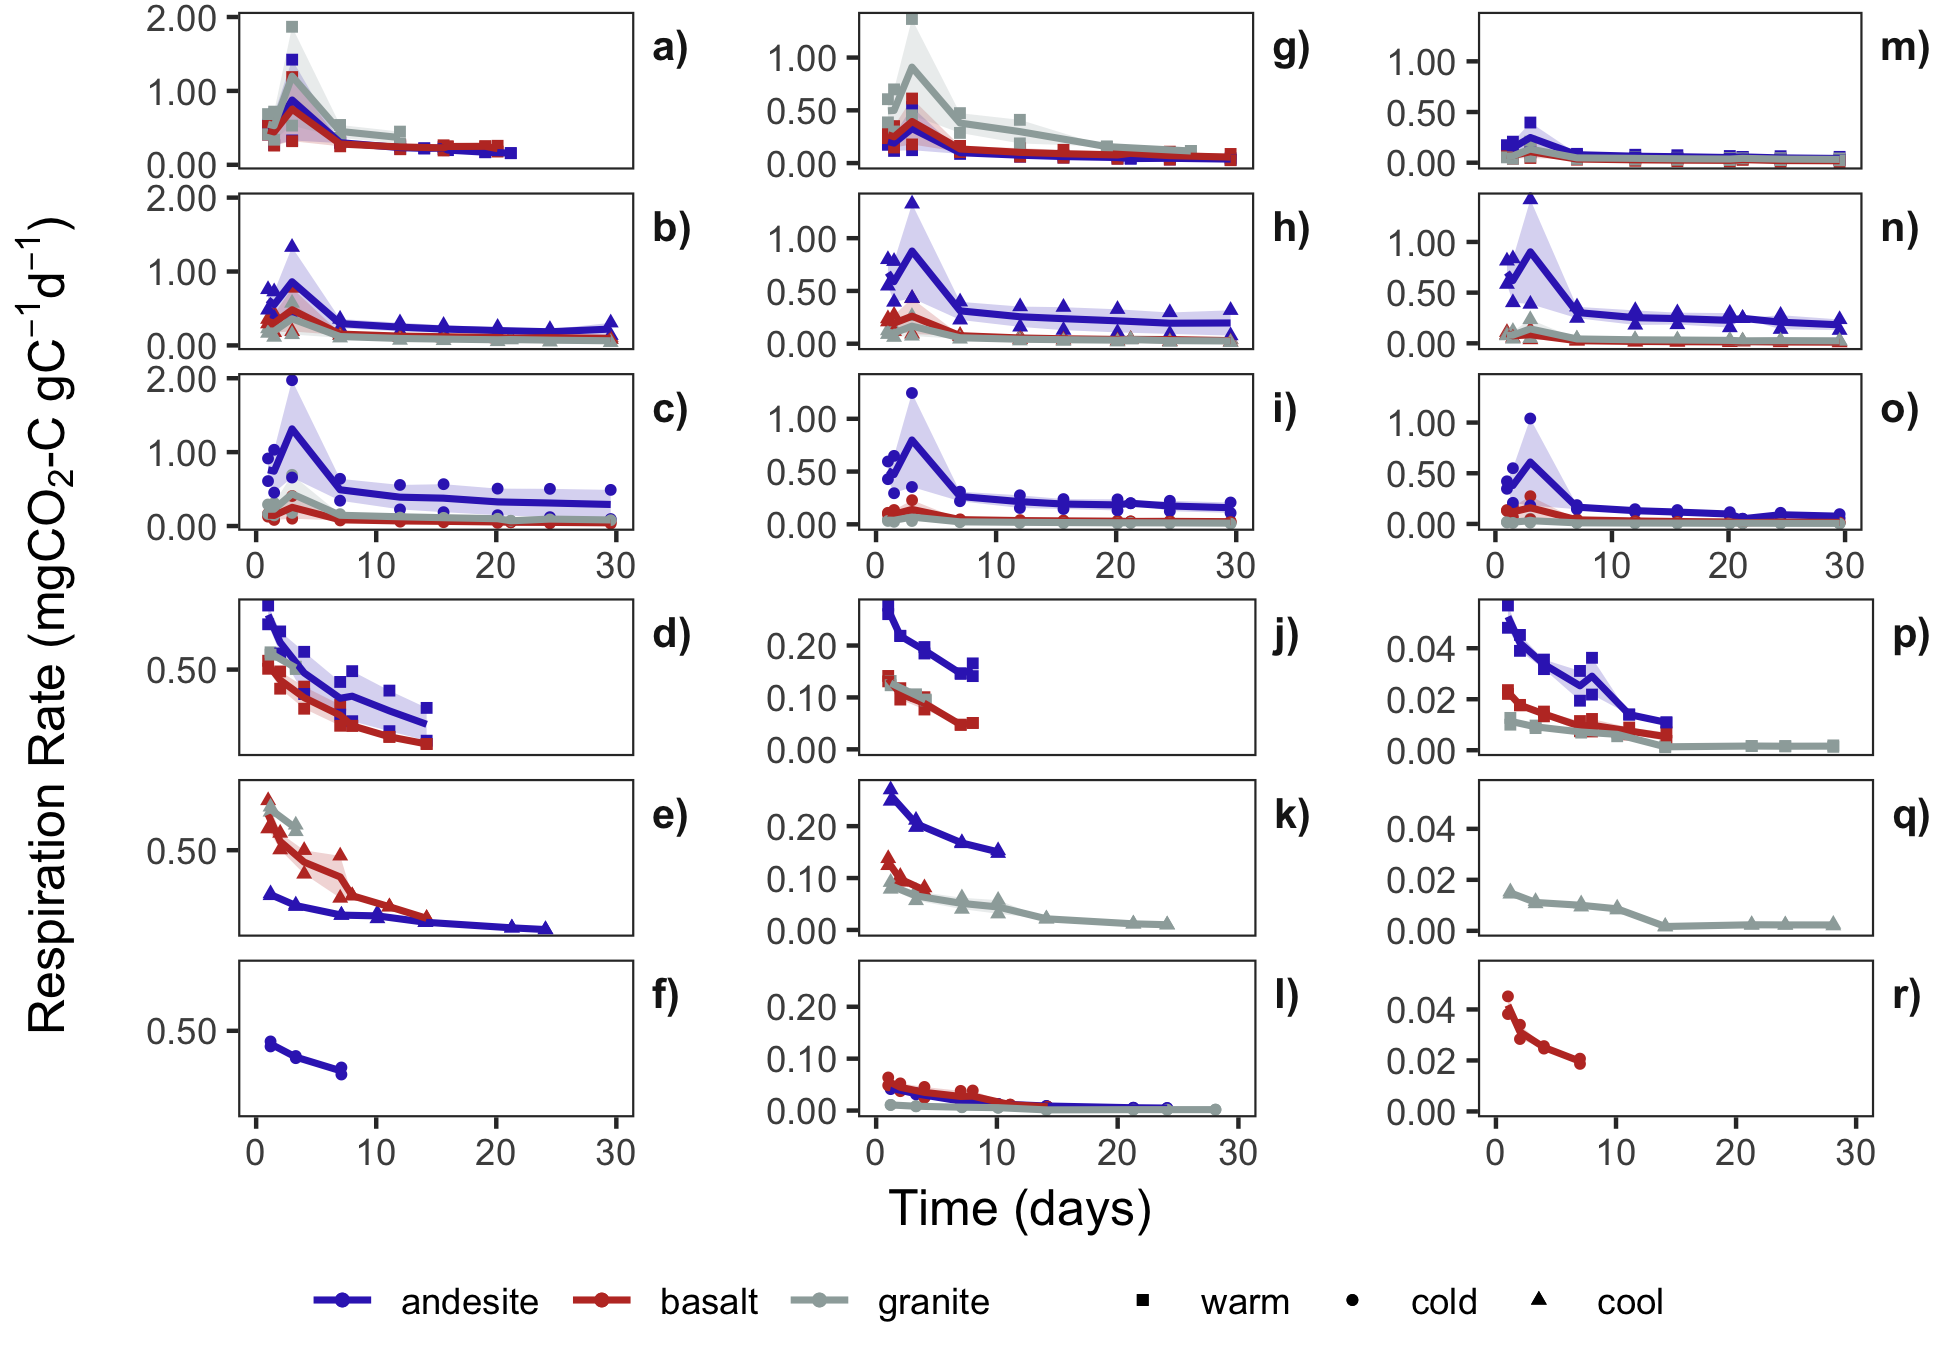 Respiration Rate (mgCO₂-C gC⁻¹d⁻¹)
2.00
1.00
0.00
a)
1.00
0.50
0.00
g)
1.00
0.50
0.00
m)
2.00
1.00
0.00
b)
1.00
0.50
0.00
h)
1.00
0.50
0.00
n)
2.00
1.00
0.00
c)
1.00
0.50
0.00
i)
1.00
0.50
0.00
o)
0 10 20 30
0 10 20 30
0 10 20 30
0.50
d)
0.20
0.10
0.00
j)
0.04
0.02
0.00
p)
0.50
e)
0.20
0.10
0.00
k)
0.04
0.02
0.00
q)
0.50
f)
0.20
0.10
0.00
l)
0.04
0.02
0.00
r)
0 10 20 30
0 10 20 30
0 10 20 30
Time (days)
andesite basalt granite warm cold cool